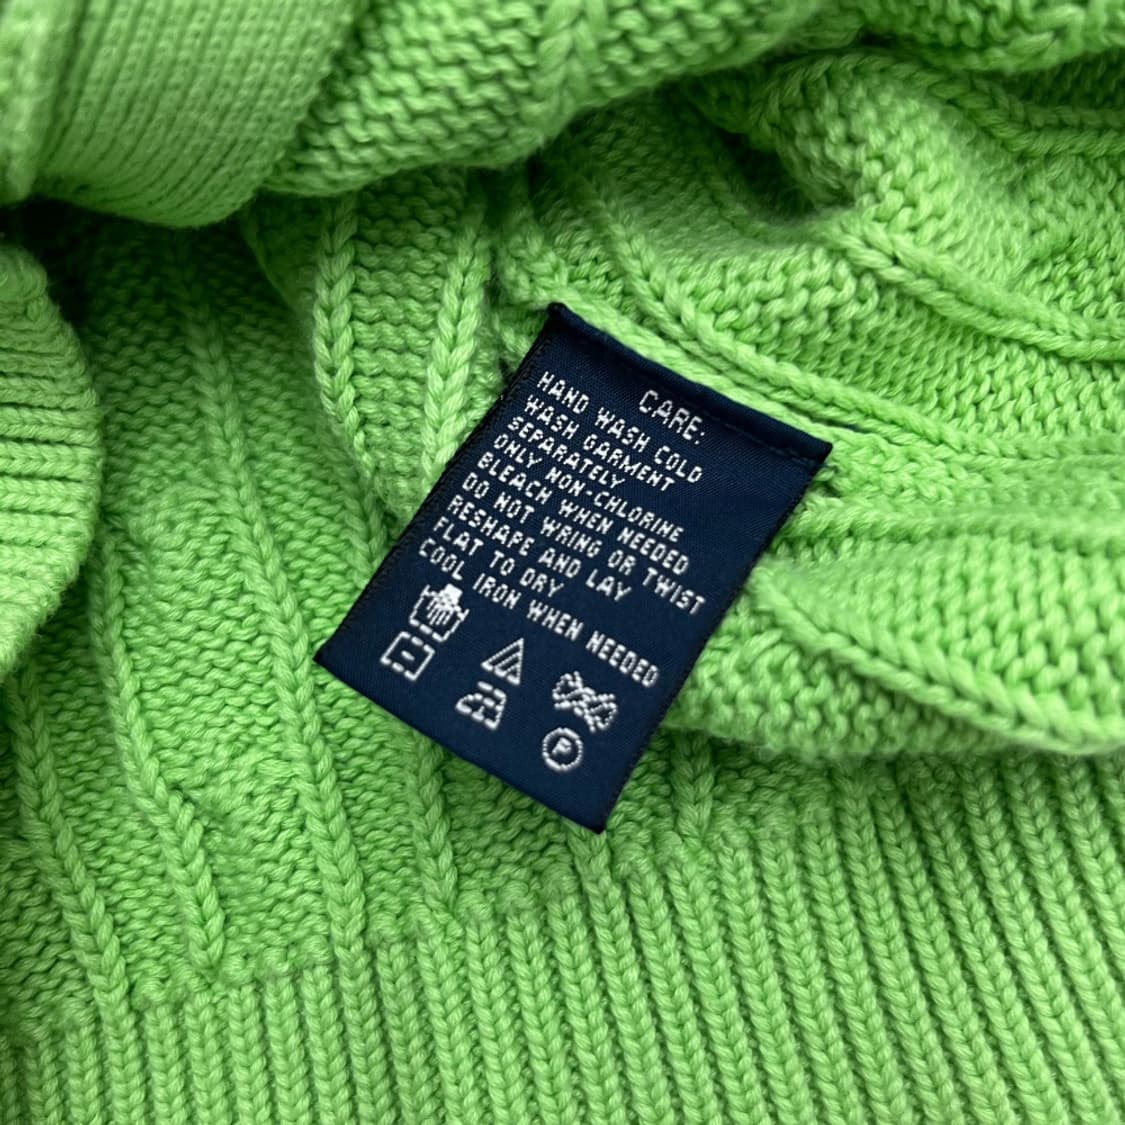 CARE:
HAND WASH COLD
WASH GARMENT
SEPARATELY
ONLY NON-CHLORINE
BLEACH WHEN NEEDED
DO NOT WRING OR TWIST
RESHAPE AND LAY
FLAT TO DRY
COOL IRON WHEN NEEDED
P